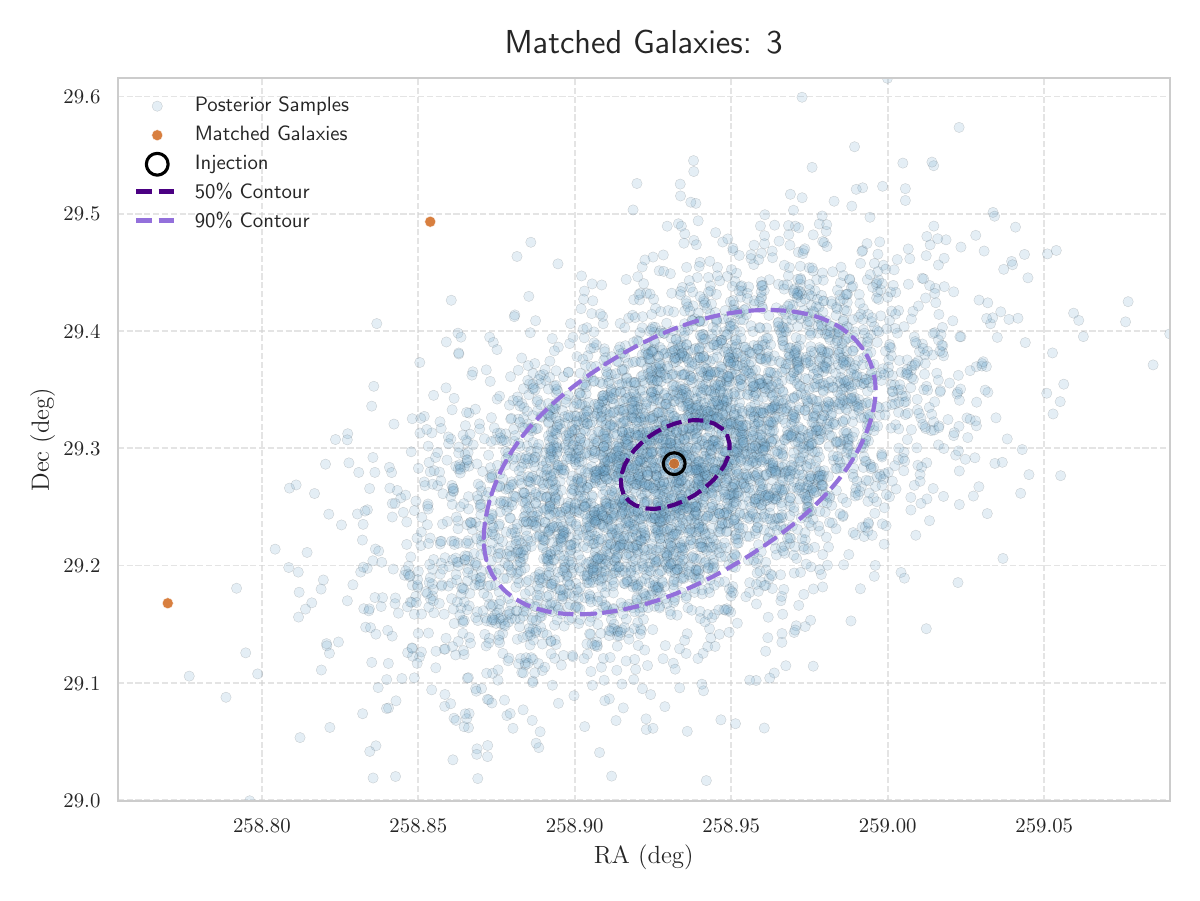 Matched Galaxies: 3
Posterior Samples
Matched Galaxies
Injection
50% Contour
90% Contour
29.6
29.5
29.4
29.3
29.2
29.1
29.0
Dec (deg)
258.80 258.85 258.90 258.95 259.00 259.05
RA (deg)